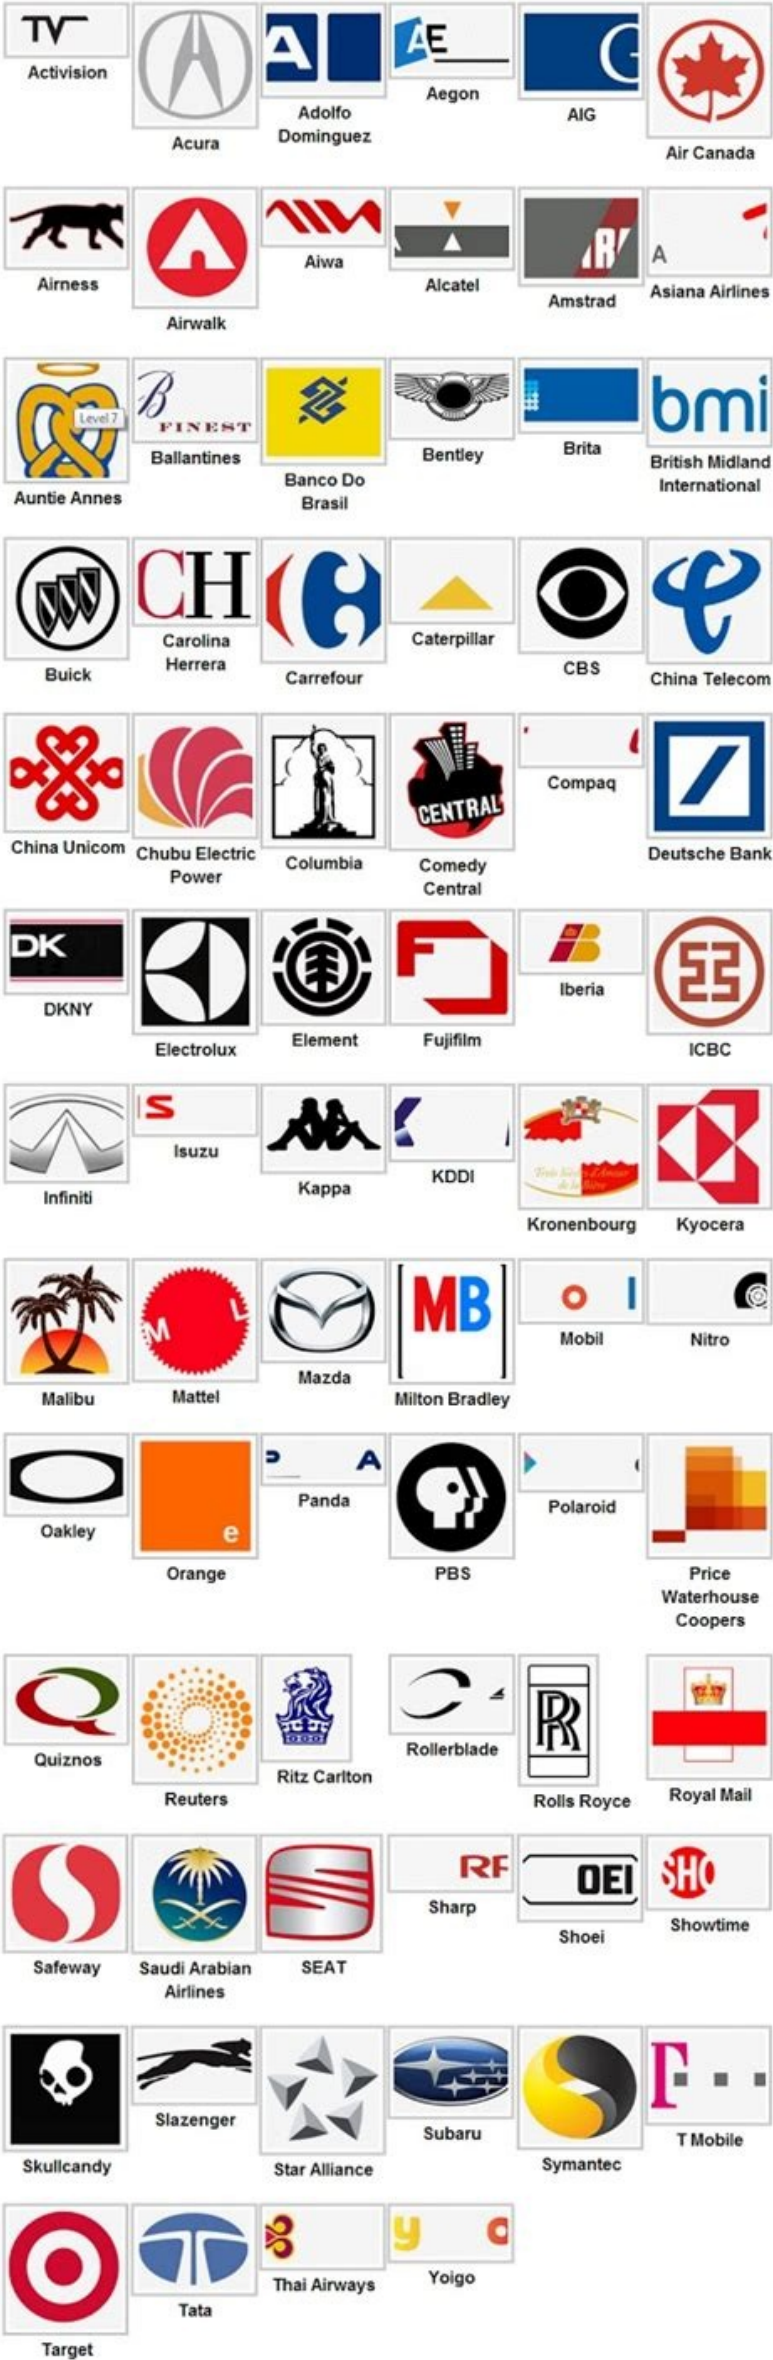 TV
Activision
Acura
A
Adolfo
Dominguez
AE
Aegon
G
AIG
Air Canada
Airness
Airwalk
Aiwa
Alcatel
Amstrad
A
Asiana Airlines
Level 7
Auntie Annes
B
FINEST
Ballantines
Banco Do
Brasil
Bentley
Brita
bmi
British Midland
International
Buick
CH
Carolina
Herrera
Carrefour
Caterpillar
CBS
China Telecom
China Unicom
Chubu Electric
Power
Columbia
CENTRAL
Comedy
Central
Compaq
Deutsche Bank
DK
DKNY
Electrolux
Element
F
Fujifilm
Iberia
ICBC
Infiniti
S
Isuzu
Kappa
K
KDDI
Kronenbourg
Kyocera
Malibu
M L
Mattel
Mazda
MB
Milton Bradley
o l
Mobil
Nitro
Oakley
e
Orange
P A
Panda
PBS
Polaroid
Price
Waterhouse
Coopers
Quiznos
Reuters
Ritz Carlton
Rollerblade
RR
Rolls Royce
Royal Mail
Safeway
Saudi Arabian
Airlines
SEAT
RP
Sharp
OEI
Shoei
SHO
Showtime
Skullcandy
Slazenger
Star Alliance
Subaru
Symantec
T
T Mobile
Target
Tata
Thai Airways
y o
Yoigo